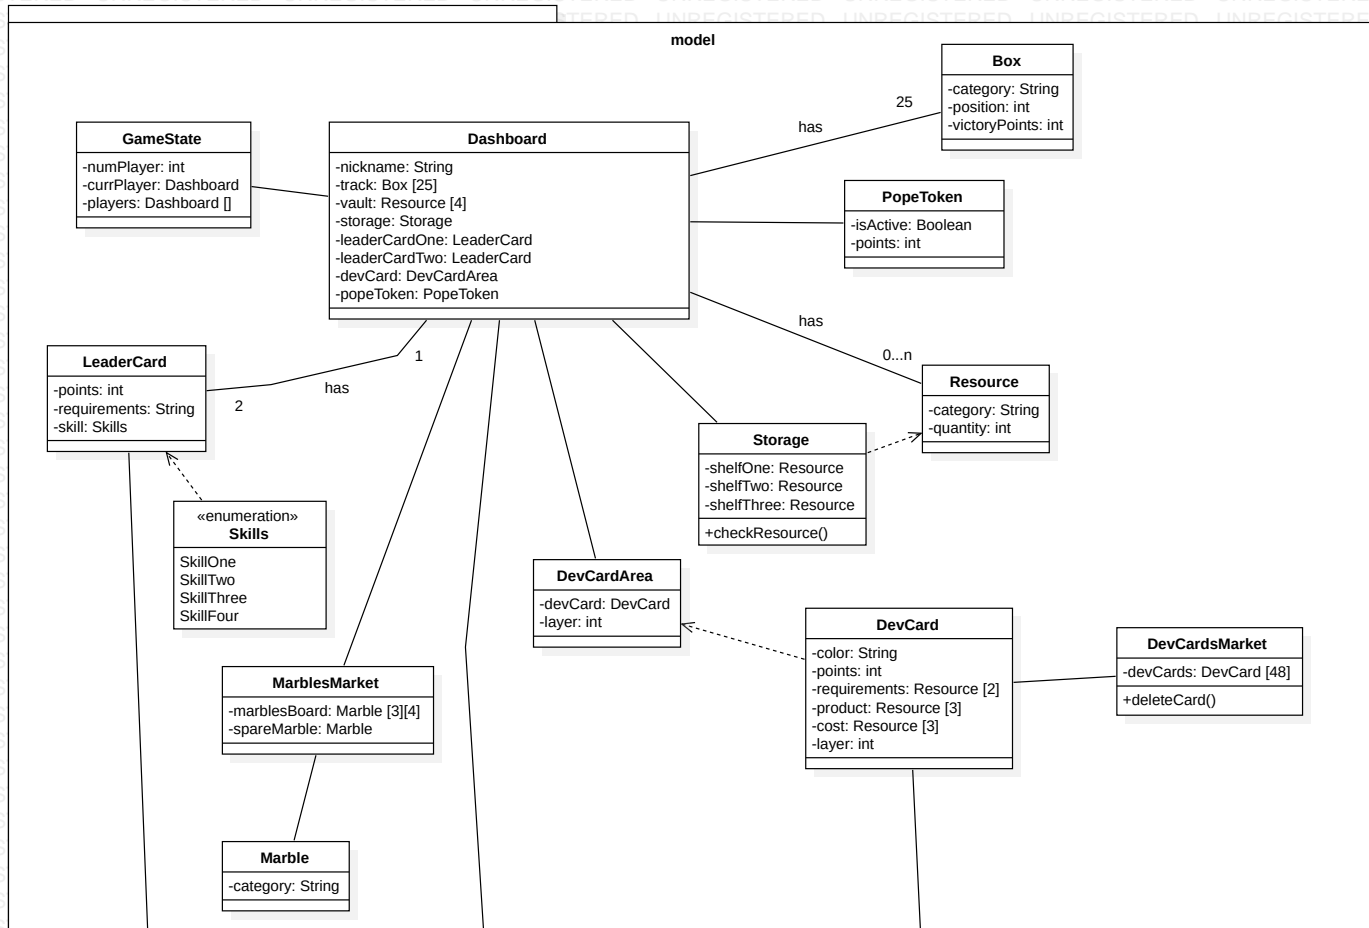 UNREGISTERED UNREGISTERED UNREGISTERED
model
Box
-category: String
-position: int
-victoryPoints: int
25
has
GameState
-numPlayer: int
-currPlayer: Dashboard
-players: Dashboard []
Dashboard
-nickname: String
-track: Box [25]
-vault: Resource [4]
-storage: Storage
-leaderCardOne: LeaderCard
-leaderCardTwo: LeaderCard
-devCard: DevCardArea
-popeToken: PopeToken
PopeToken
-isActive: Boolean
-points: int
has
0...n
1
has
2
LeaderCard
-points: int
-requirements: String
-skill: Skills
Resource
-category: String
-quantity: int
Storage
-shelfOne: Resource
-shelfTwo: Resource
-shelfThree: Resource
+checkResource()
«enumeration»
Skills
SkillOne
SkillTwo
SkillThree
SkillFour
DevCardArea
-devCard: DevCard
-layer: int
DevCard
-color: String
-points: int
-requirements: Resource [2]
-product: Resource [3]
-cost: Resource [3]
-layer: int
DevCardsMarket
-devCards: DevCard [48]
+deleteCard()
MarblesMarket
-marblesBoard: Marble [3][4]
-spareMarble: Marble
Marble
-category: String